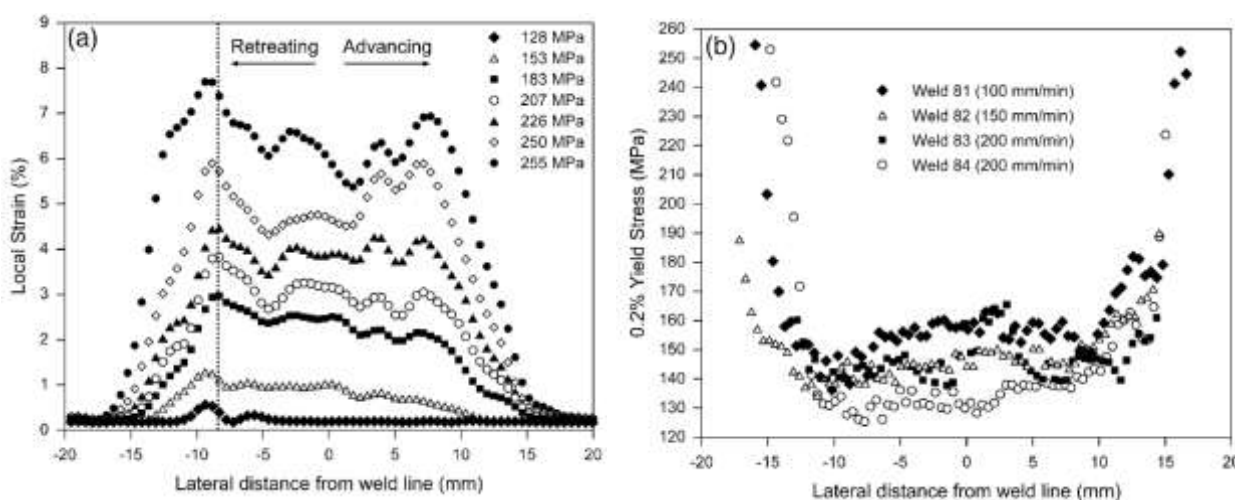 (a)
Retreating
Advancing
128 MPa
153 MPa
183 MPa
207 MPa
226 MPa
250 MPa
255 MPa
Local Strain (%)
9
8
7
6
5
4
3
2
1
0
-20 -15 -10 -5 0 5 10 15 20
Lateral distance from weld line (mm)
(b)
Weld 81 (100 mm/min)
Weld 82 (150 mm/min)
Weld 83 (200 mm/min)
Weld 84 (200 mm/min)
0.2% Yield Stress (MPa)
260
250
240
230
220
210
200
190
180
170
160
150
140
130
120
-20 -15 -10 -5 0 5 10 15 20
Lateral distance from weld line (mm)